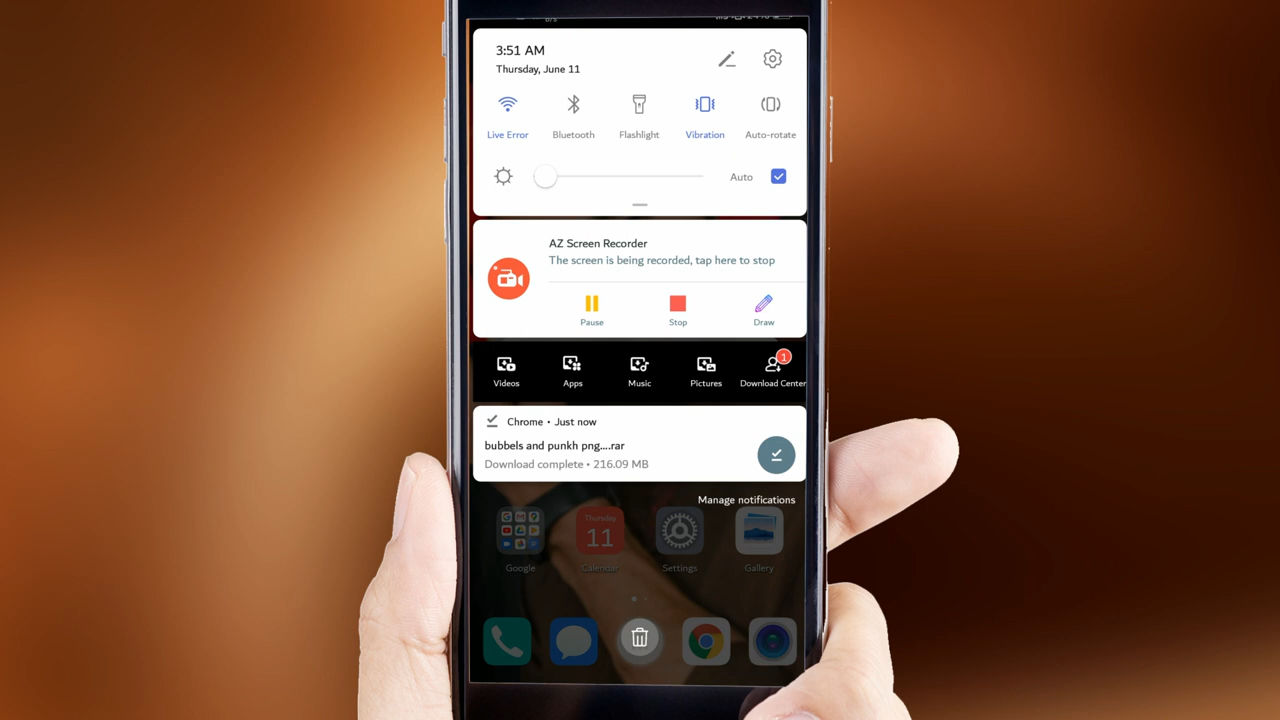 3:51 AM
Thursday, June 11
Live Error
Bluetooth
Flashlight
Vibration
Auto-rotate
Auto
AZ Screen Recorder
The screen is being recorded, tap here to stop
Pause
Stop
Draw
Videos
Apps
Music
Pictures
Download Center
1
Chrome • Just now
bubbels and punkh png....rar
Download complete • 216.09 MB
Manage notifications
Thursday
11
Google
Calendar
Settings
Gallery